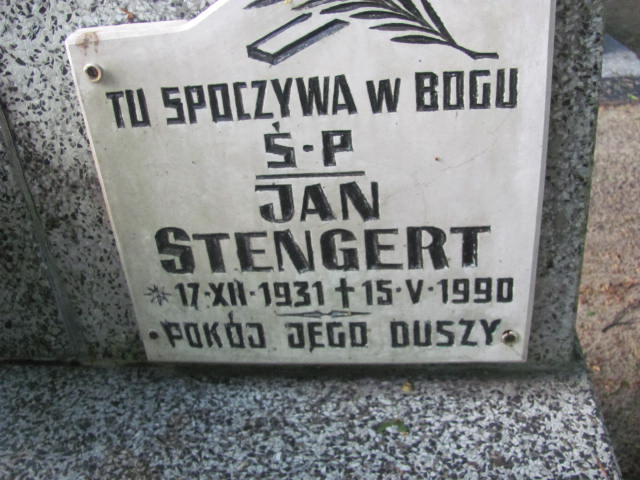 TU SPOCZYWA W BOGU
Ś·P
JAN
STENGERT
* 17·XII·1931 † 15·V·1990
·POKÓJ JEGO DUSZY·